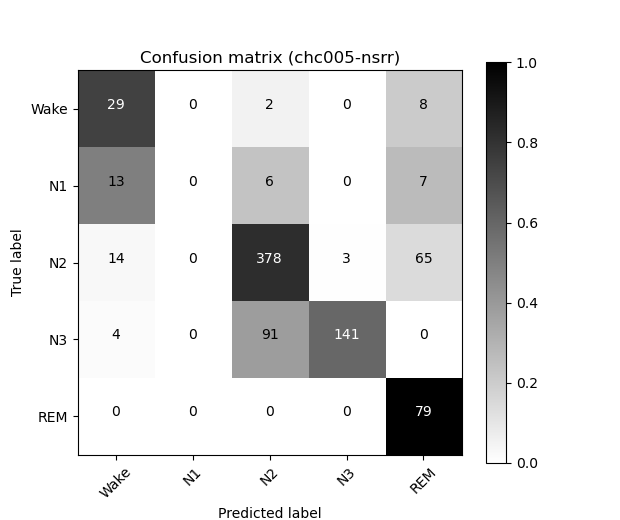 Confusion matrix (chc005-nsrr)
True label
Wake 29 0 2 0 8
N1 13 0 6 0 7
N2 14 0 378 3 65
N3 4 0 91 141 0
REM 0 0 0 0 79
Wake N1 N2 N3 REM
Predicted label
1.0
0.8
0.6
0.4
0.2
0.0